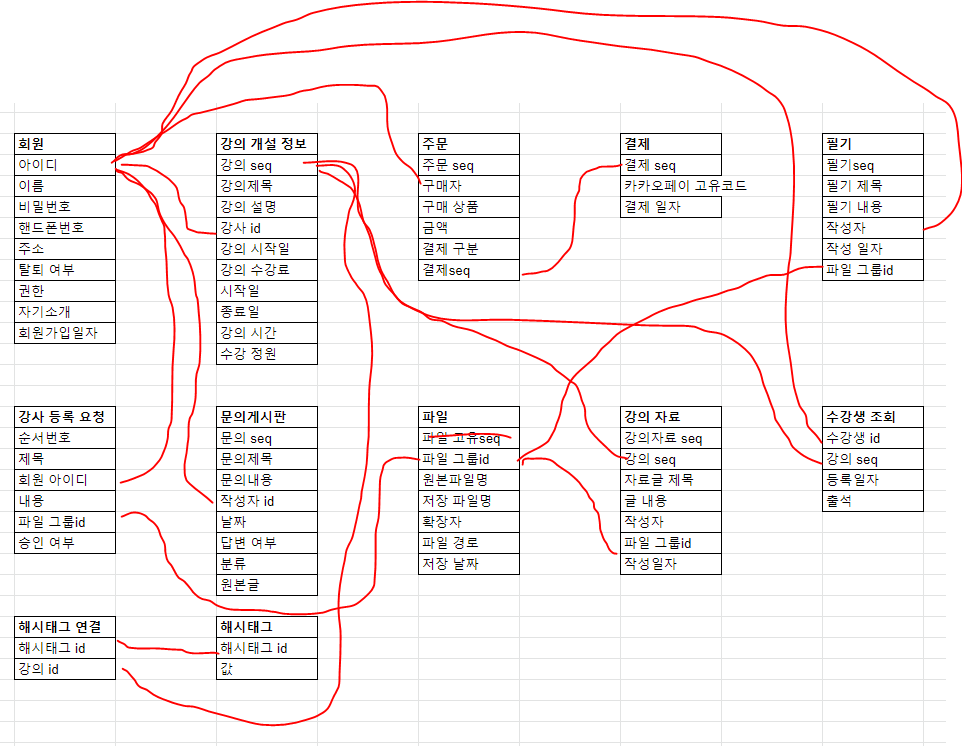 회원
아이디
이름
비밀번호
핸드폰번호
주소
탈퇴 여부
권한
자기소개
회원가입일자
강의 개설 정보
강의 seq
강의제목
강의 설명
강사 id
강의 시작일
강의 수강료
시작일
종료일
강의 시간
수강 정원
주문
주문 seq
구매자
구매 상품
금액
결제 구분
결제seq
결제
결제 seq
카카오페이 고유코드
결제 일자
필기
필기seq
필기 제목
필기 내용
작성자
작성 일자
파일 그룹id
강사 등록 요청
순서번호
제목
회원 아이디
내용
파일 그룹id
승인 여부
문의게시판
문의 seq
문의제목
문의내용
작성자 id
날짜
답변 여부
분류
원본글
파일
파일 고유seq
파일 그룹id
원본파일명
저장 파일명
확장자
파일 경로
저장 날짜
강의 자료
강의자료 seq
강의 seq
자료글 제목
글 내용
작성자
파일 그룹id
작성일자
수강생 조회
수강생 id
강의 seq
등록일자
출석
해시태그 연결
해시태그 id
강의 id
해시태그
해시태그 id
값